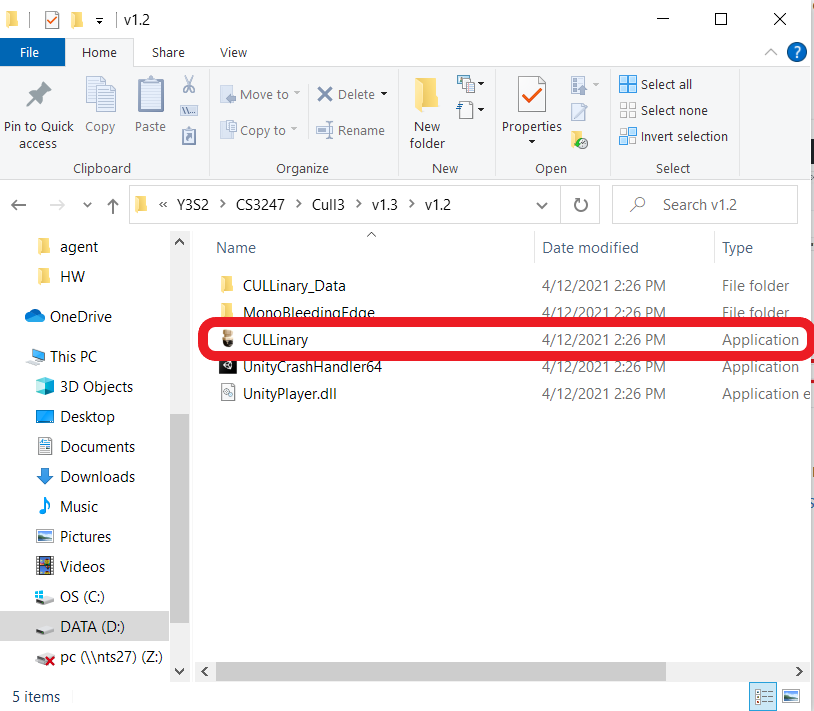 v1.2
File Home Share View
Pin to Quick access
Copy
Paste
W...
Clipboard
Move to
Copy to
Delete
Rename
Organize
New folder
New
Properties
Open
Select all
Select none
Invert selection
Select
« Y3S2 > CS3247 > Cull3 > v1.3 > v1.2
Search v1.2
agent
HW
OneDrive
This PC
3D Objects
Desktop
Documents
Downloads
Music
Pictures
Videos
OS (C:)
DATA (D:)
pc (\\nts27) (Z:)
Name Date modified Type
CULLinary_Data 4/12/2021 2:26 PM File folder
MonoBleedingEdge 4/12/2021 2:26 PM File folder
CULLinary 4/12/2021 2:26 PM Application
UnityCrashHandler64 4/12/2021 2:26 PM Application
UnityPlayer.dll 4/12/2021 2:26 PM Application e
5 items